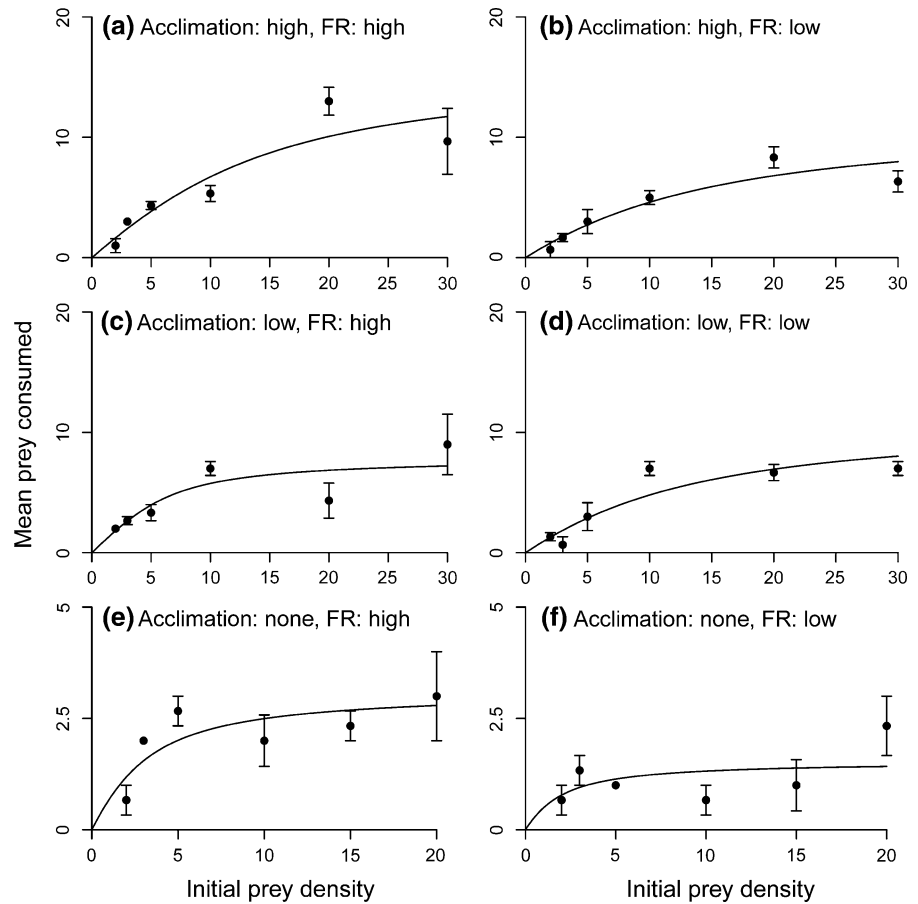 (a) Acclimation: high, FR: high
20
10
0
0 5 10 15 20 25 30
(b) Acclimation: high, FR: low
20
10
0
0 5 10 15 20 25 30
Mean prey consumed
(c) Acclimation: low, FR: high
20
10
0
0 5 10 15 20 25 30
(d) Acclimation: low, FR: low
20
10
0
0 5 10 15 20 25 30
(e) Acclimation: none, FR: high
5
2.5
0
0 5 10 15 20
Initial prey density
(f) Acclimation: none, FR: low
5
2.5
0
0 5 10 15 20
Initial prey density